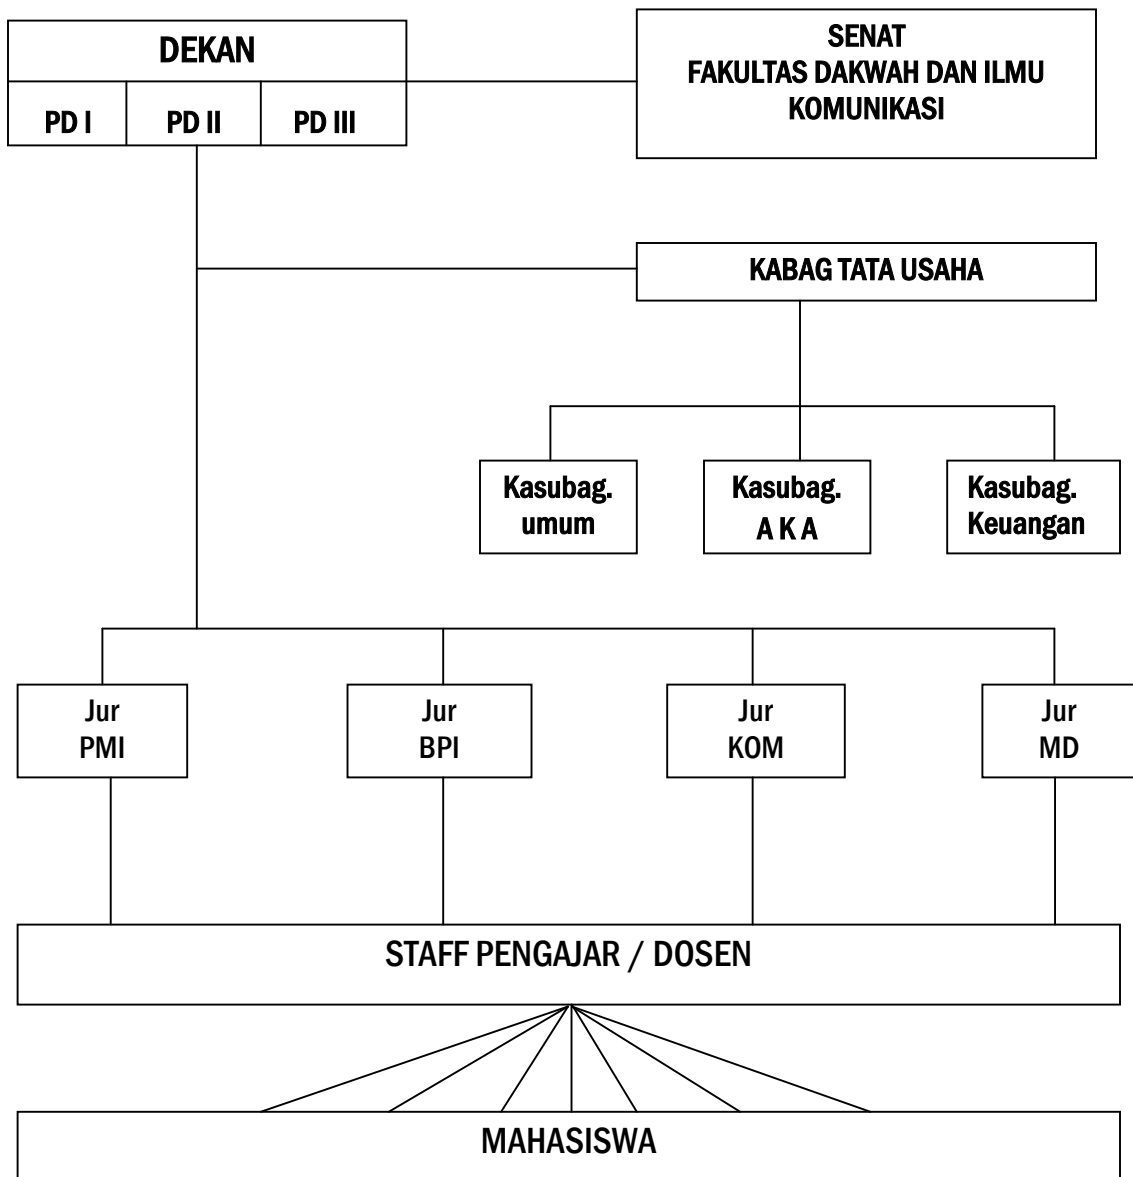 DEKAN
PD I PD II PD III
SENAT
FAKULTAS DAKWAH DAN ILMU
KOMUNIKASI
KABAG TATA USAHA
Kasubag.
umum
Kasubag.
A K A
Kasubag.
Keuangan
Jur
PMI
Jur
BPI
Jur
KOM
Jur
MD
STAFF PENGAJAR / DOSEN
MAHASISWA